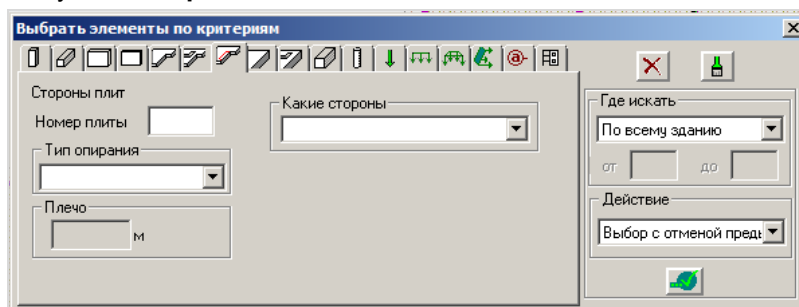 Выбрать элементы по критериям
Стороны плит
Номер плиты
Тип опирания
Плечо
м
Какие стороны
Где искать
По всему зданию
от до
Действие
Выбор с отменой пред